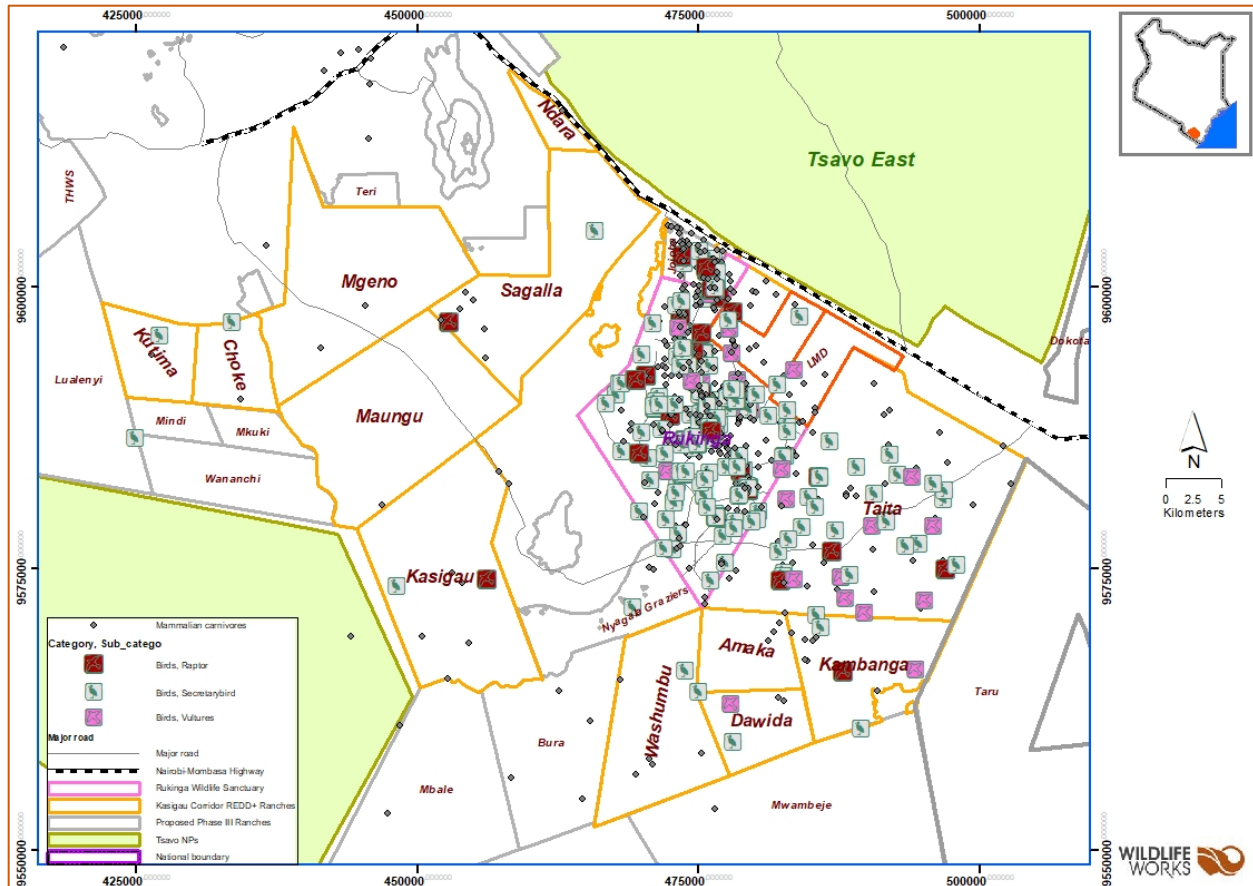 425000
450000
475000
500000
Ndara
Tsavo East
THWS
Teri
Mgeno
Sagalla
9600000
9600000
Kutima
Choke
LMD
Dokota
Lualenyi
Maungu
Mindi
Mkuki
Rukinga
Wananchi
Taita
N
0 2.5 5
Kilometers
9575000
9575000
Kasigau
Nyagau Graziers
Amaka
Kambanga
Taru
Washumbu
Dawida
Bura
Mbale
Mwambeje
Mammalian carnivores
Category, Sub_catego
Birds, Raptor
Birds, Secretarybird
Birds, Vultures
Major road
Major road
Nairobi-Mombasa Highway
Rukinga Wildlife Sanctuary
Kasigau Corridor REDD+ Ranches
Proposed Phase III Ranches
Tsavo NPs
National boundary
9550000
9550000
WILDLIFE
WORKS
425000
450000
475000
500000